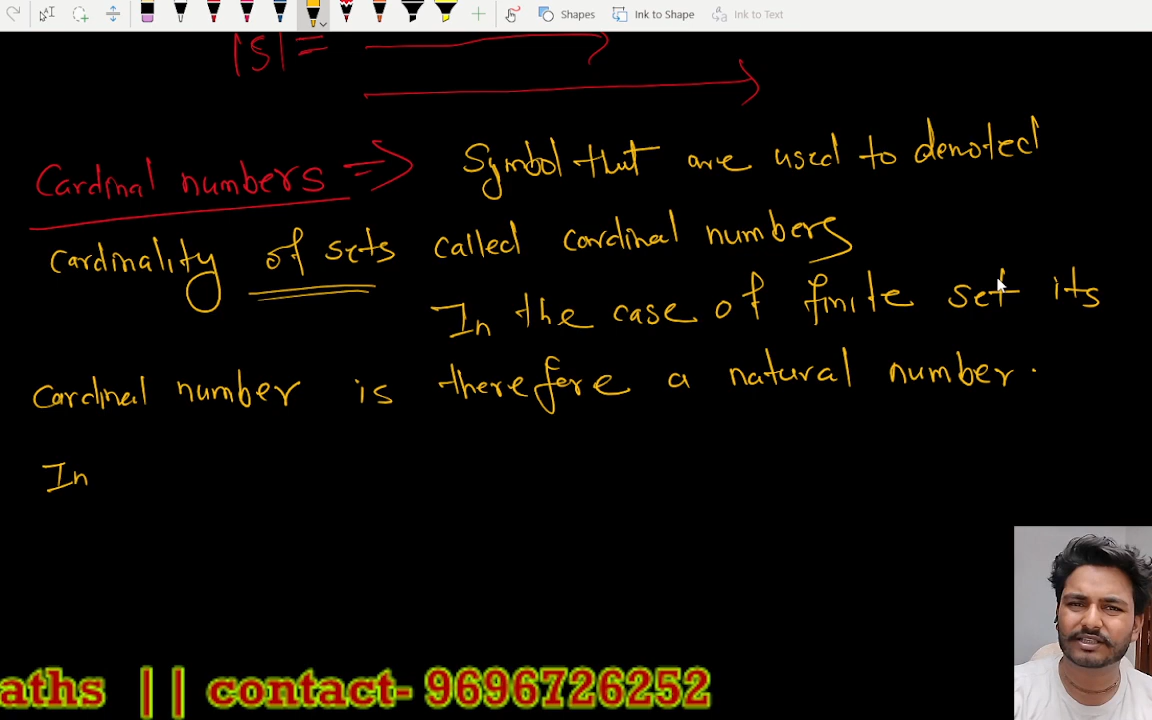 Shapes Ink to Shape Ink to Text
|S| =
Cardinal numbers => Symbol that are used to denoted
cardinality of sets called cardinal numbers
In the case of finite set its
cardinal number is therefore a natural number.
In
aths || contact- 9696726252